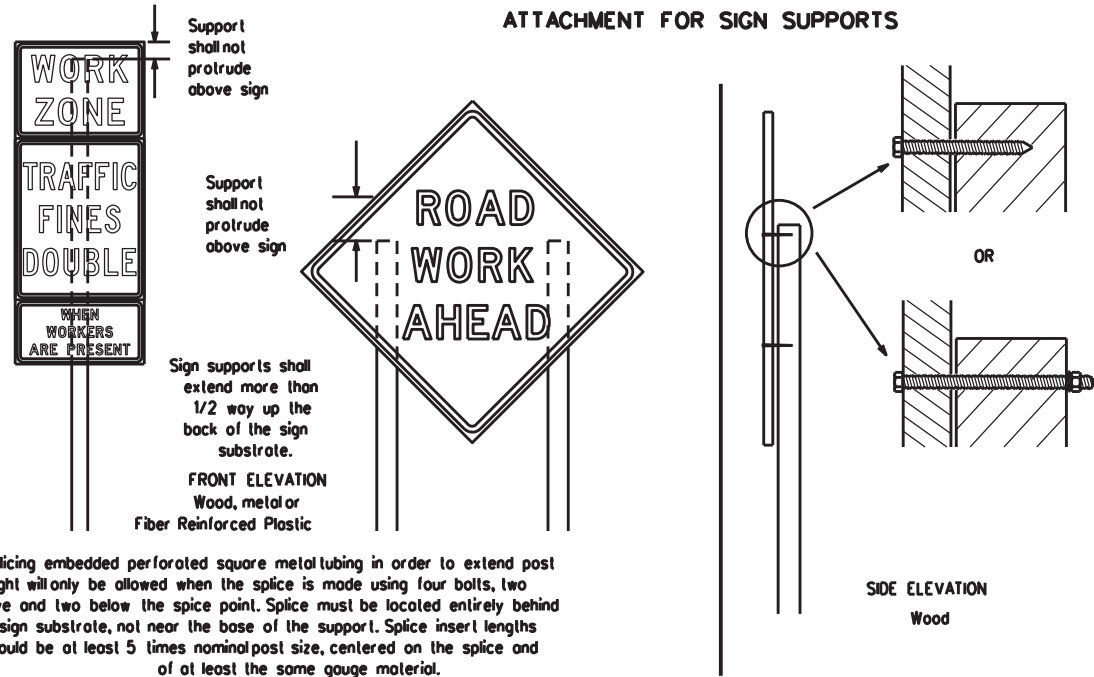 ATTACHMENT FOR SIGN SUPPORTS
Support
shall not
protrude
above sign
WORK
ZONE
TRAFFIC
FINES
DOUBLE
WHEN
WORKERS
ARE PRESENT
Support
shall not
protrude
above sign
ROAD
WORK
AHEAD
Sign supports shall
extend more than
1/2 way up the
back of the sign
substrate.
FRONT ELEVATION
Wood, metal or
Fiber Reinforced Plastic
OR
SIDE ELEVATION
Wood
licing embedded perforated square metal tubing in order to extend post
ght will only be allowed when the splice is made using four bolts, two
ve and two below the spice point. Splice must be located entirely behind
sign substrate, not near the base of the support. Splice insert lengths
ould be at least 5 times nominal post size, centered on the splice and
of at least the same gauge material.